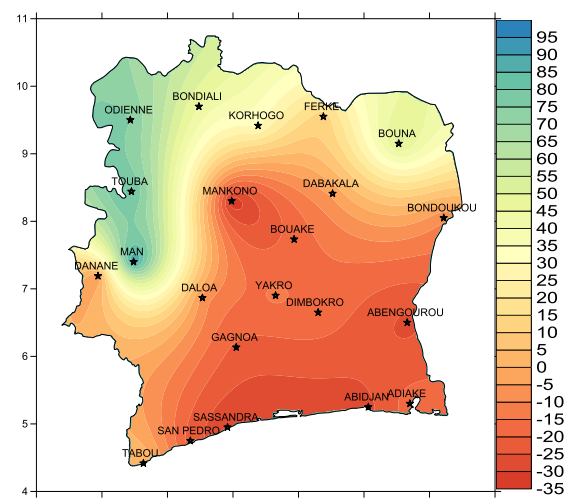 11
10
9
8
7
6
5
4
ODIENNE
BONDIALI
KORHOGO
FERKE
BOUNA
TOUBA
MANKONO
DABAKALA
BONDOUKOU
BOUAKE
MAN
DANANE
DALOA
YAKRO
DIMBOKRO
ABENGOUROU
GAGNOA
ABIDJAN
ADIAKE
SASSANDRA
SAN PEDRO
TABOU
95
90
85
80
75
70
65
60
55
50
45
40
35
30
25
20
15
10
5
0
-5
-10
-15
-20
-25
-30
-35